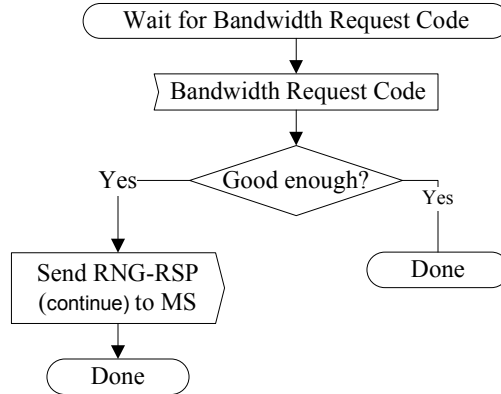 Wait for Bandwidth Request Code
Bandwidth Request Code
Good enough?
Yes
Yes
Send RNG-RSP
(continue) to MS
Done
Done